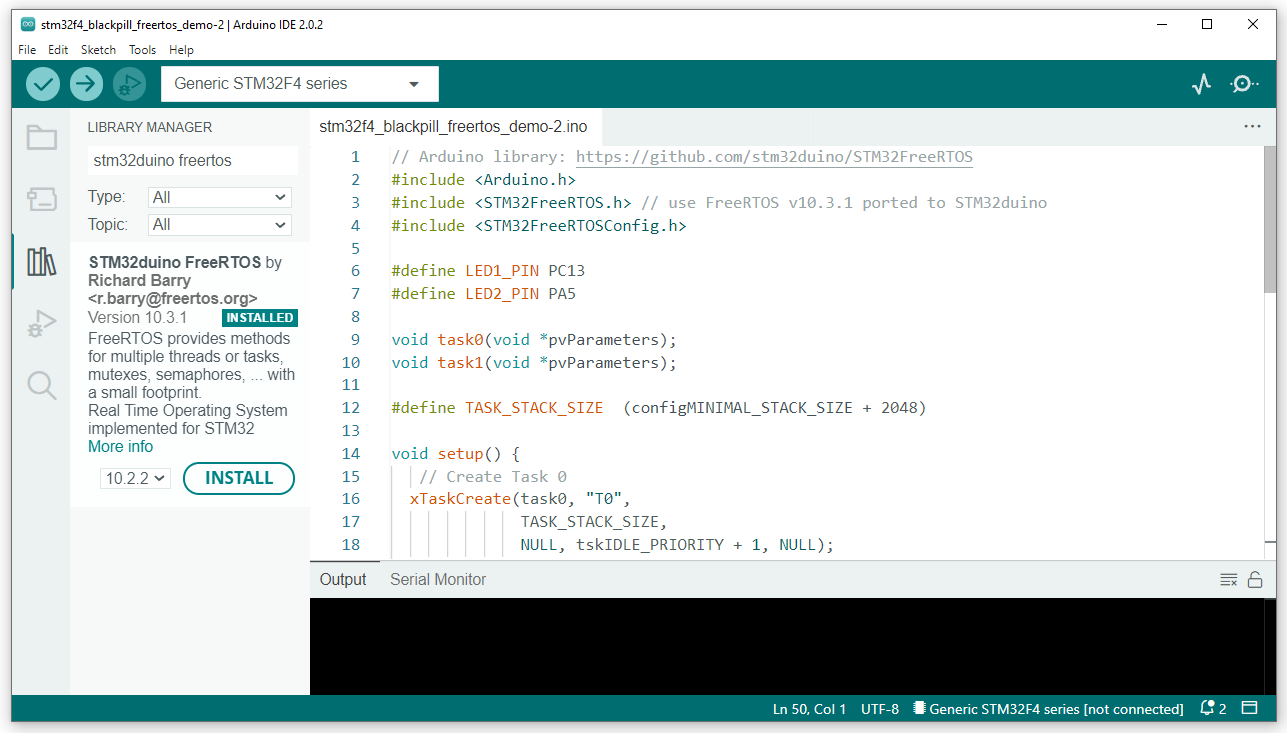 stm32f4_blackpill_freertos_demo-2 | Arduino IDE 2.0.2
File Edit Sketch Tools Help
Generic STM32F4 series
LIBRARY MANAGER
stm32duino freertos
Type: All
Topic: All
STM32duino FreeRTOS by
Richard Barry
<r.barry@freertos.org>
Version 10.3.1 INSTALLED
FreeRTOS provides methods
for multiple threads or tasks,
mutexes, semaphores, ... with
a small footprint.
Real Time Operating System
implemented for STM32
More info
10.2.2 INSTALL
stm32f4_blackpill_freertos_demo-2.ino
1 // Arduino library: https://github.com/stm32duino/STM32FreeRTOS
2 #include <Arduino.h>
3 #include <STM32FreeRTOS.h> // use FreeRTOS v10.3.1 ported to STM32duino
4 #include <STM32FreeRTOSConfig.h>
5
6 #define LED1_PIN PC13
7 #define LED2_PIN PA5
8
9 void task0(void *pvParameters);
10 void task1(void *pvParameters);
11
12 #define TASK_STACK_SIZE  (configMINIMAL_STACK_SIZE + 2048)
13
14 void setup() {
15 // Create Task 0
16 xTaskCreate(task0, "T0",
17 TASK_STACK_SIZE,
18 NULL, tskIDLE_PRIORITY + 1, NULL);
Output Serial Monitor
Ln 50, Col 1 UTF-8 Generic STM32F4 series [not connected] 2